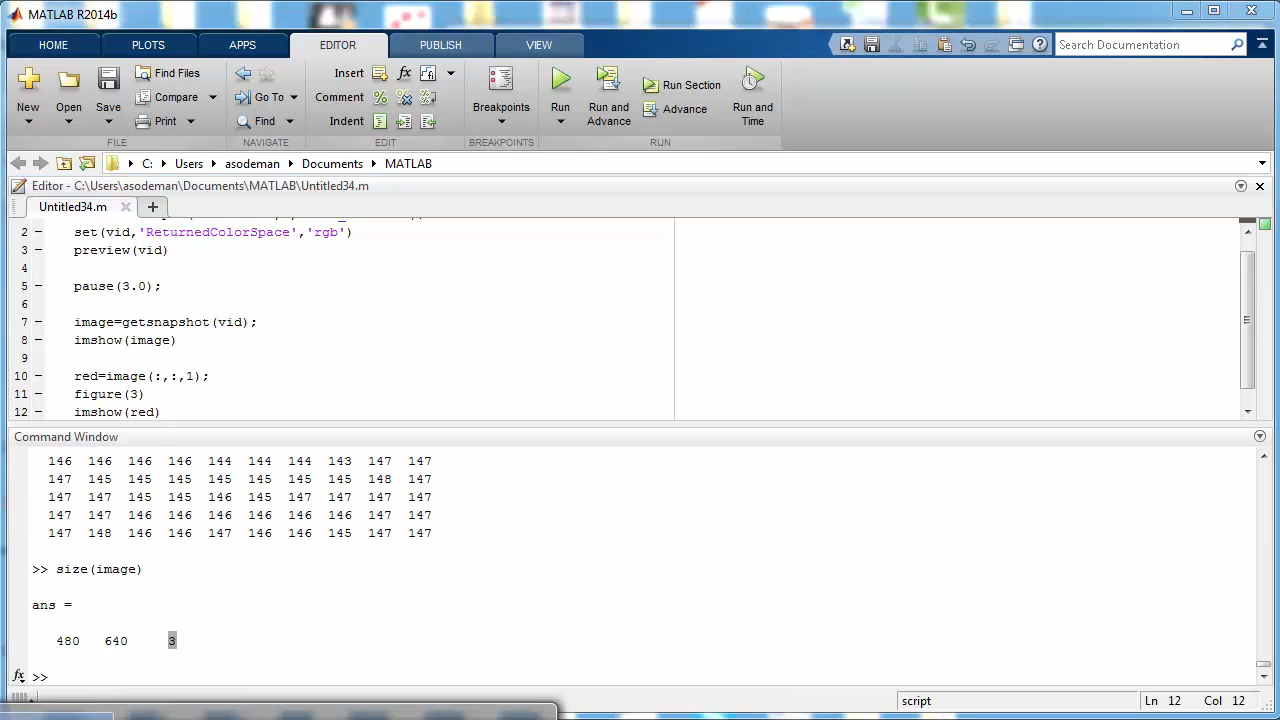 MATLAB R2014b
HOME PLOTS APPS EDITOR PUBLISH VIEW
Search Documentation
New Open Save
Find Files
Compare
Print
FILE
Go To
Find
NAVIGATE
Insert fx
Comment
Indent
EDIT
Breakpoints
BREAKPOINTS
Run
Run and Advance
Run Section
Advance
Run and Time
RUN
C: Users asodeman Documents MATLAB
Editor - C:\Users\asodeman\Documents\MATLAB\Untitled34.m
Untitled34.m
2 set(vid,'ReturnedColorSpace','rgb')
3 preview(vid)
4
5 pause(3.0);
6
7 image=getsnapshot(vid);
8 imshow(image)
9
10 red=image(:,:,1);
11 figure(3)
12 imshow(red)
Command Window
146 146 146 146 144 144 144 143 147 147
147 145 145 145 145 145 145 145 148 147
147 147 145 145 146 145 147 147 147 147
147 147 146 146 146 146 146 146 147 147
147 148 146 146 147 146 146 145 147 147
>> size(image)
ans =
480 640 3
fx >>
script Ln 12 Col 12